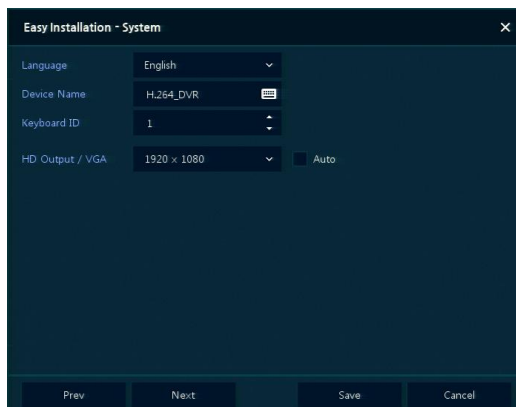 Easy Installation - System
Language English
Device Name H.264_DVR
Keyboard ID 1
HD Output / VGA 1920 x 1080 Auto
Prev Next Save Cancel